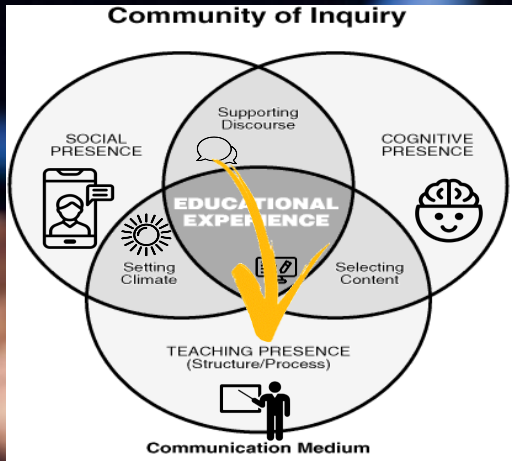 Community of Inquiry
Supporting
Discourse
SOCIAL
PRESENCE
COGNITIVE
PRESENCE
EDUCATIONAL
EXPERIENCE
Setting
Climate
Selecting
Content
TEACHING PRESENCE
(Structure/Process)
Communication Medium